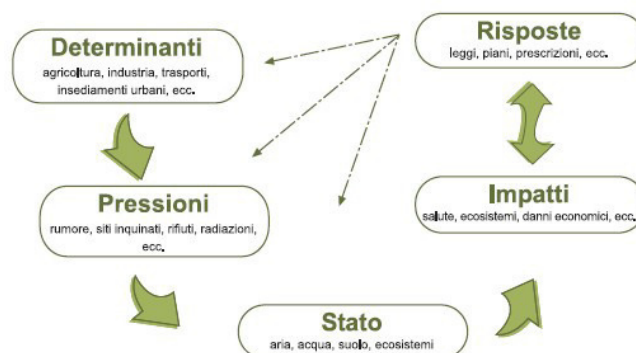 Determinanti
agricoltura, industria, trasporti,
insediamenti urbani, ecc.
Risposte
leggi, piani, prescrizioni, ecc.
Pressioni
rumore, siti inquinati, rifiuti, radiazioni,
ecc.
Impatti
salute, ecosistemi, danni economici, ecc.
Stato
aria, acqua, suolo, ecosistemi